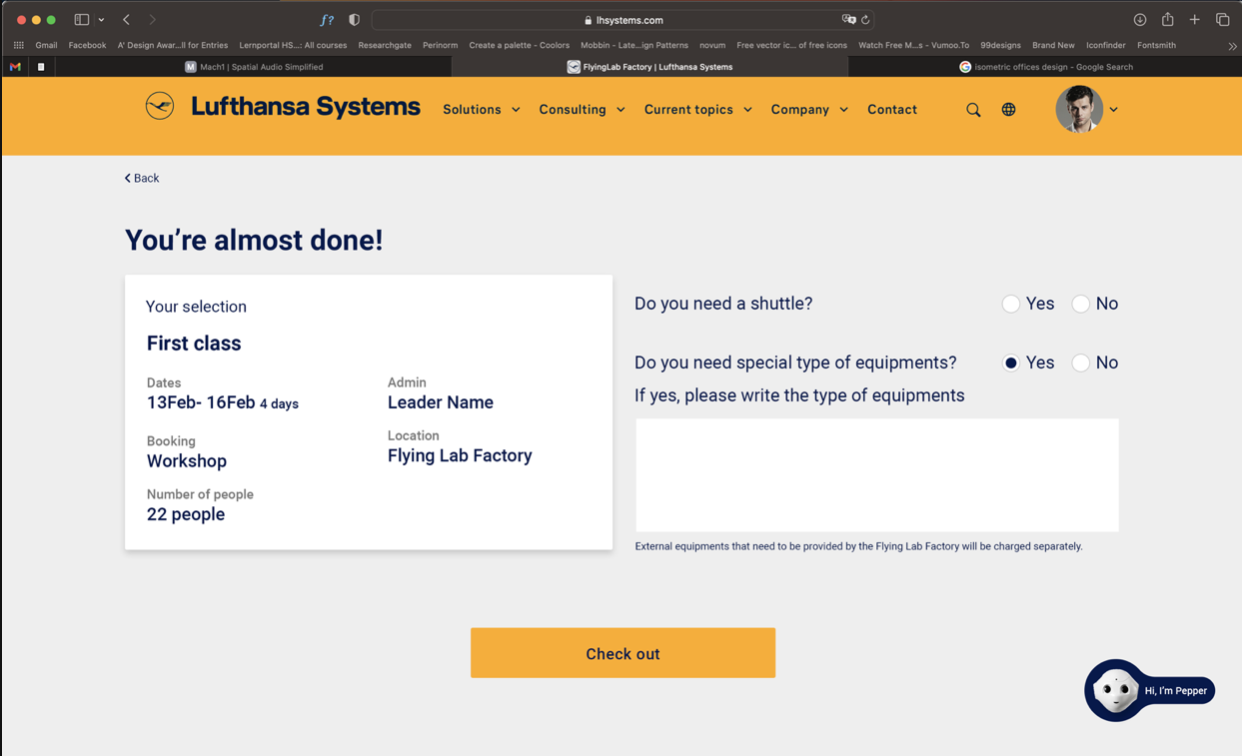 lhsystems.com
Gmail Facebook A' Design Awar...ll for Entries Lernportal HS...: All courses Researchgate Perinorm Create a palette - Coolors Mobbin - Late...ign Patterns novum Free vector ic... of free icons Watch Free M...s - Vumoo.To 99designs Brand New Iconfinder Fontsmith
Mach1 | Spatial Audio Simplified
FlyingLab Factory | Lufthansa Systems
isometric offices design - Google Search
Lufthansa Systems Solutions Consulting Current topics Company Contact
Back
You're almost done!
Your selection
First class
Dates
13Feb- 16Feb 4 days
Admin
Leader Name
Booking
Workshop
Location
Flying Lab Factory
Number of people
22 people
Do you need a shuttle? Yes No
Do you need special type of equipments? Yes No
If yes, please write the type of equipments
External equipments that need to be provided by the Flying Lab Factory will be charged separately.
Check out
Hi, I'm Pepper